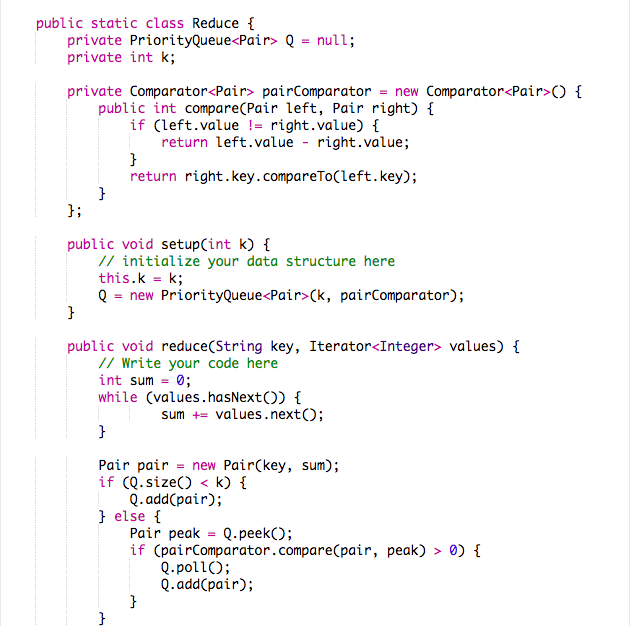 public static class Reduce {
    private PriorityQueue<Pair> Q = null;
    private int k;

    private Comparator<Pair> pairComparator = new Comparator<Pair>() {
        public int compare(Pair left, Pair right) {
            if (left.value != right.value) {
                return left.value - right.value;
            }
            return right.key.compareTo(left.key);
        }
    };

    public void setup(int k) {
        // initialize your data structure here
        this.k = k;
        Q = new PriorityQueue<Pair>(k, pairComparator);
    }

    public void reduce(String key, Iterator<Integer> values) {
        // Write your code here
        int sum = 0;
        while (values.hasNext()) {
                sum += values.next();
        }

        Pair pair = new Pair(key, sum);
        if (Q.size() < k) {
            Q.add(pair);
        } else {
            Pair peak = Q.peek();
            if (pairComparator.compare(pair, peak) > 0) {
                Q.poll();
                Q.add(pair);
            }
        }